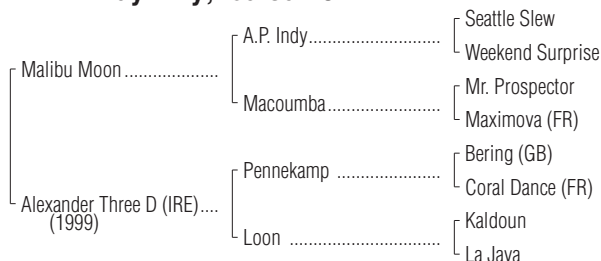 Seattle Slew
A.P. Indy
Weekend Surprise
Malibu Moon
Mr. Prospector
Macoumba
Maximova (FR)
Bering (GB)
Pennekamp
Coral Dance (FR)
Alexander Three D (IRE)
(1999)
Kaldoun
Loon
La Java